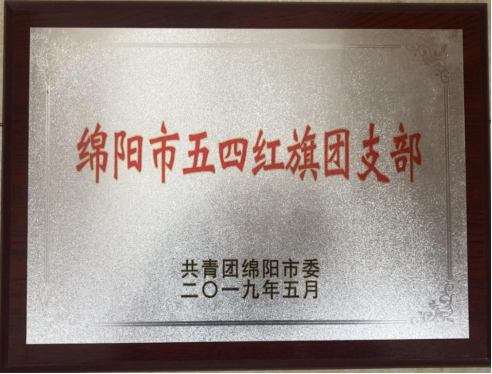 绵阳市五四红旗团支部
共青团绵阳市委
二〇一九年五月